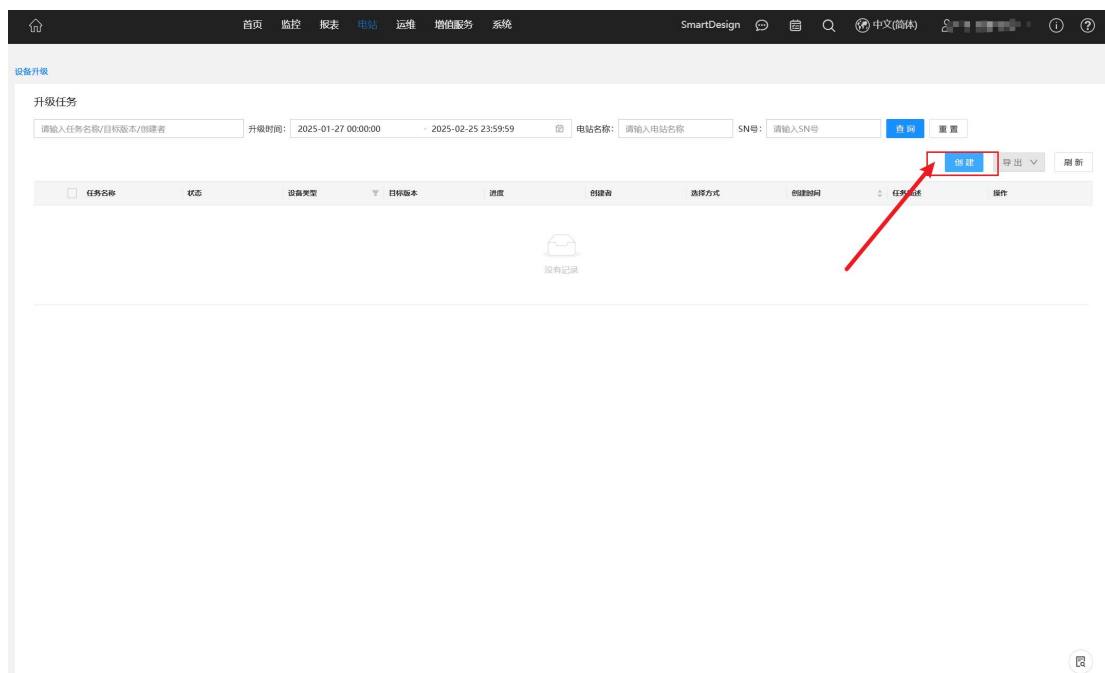 首页 监控 报表 电站 运维 增值服务 系统 SmartDesign 中文(简体)
设备升级
升级任务
请输入任务名称/目标版本/创建者 升级时间： 2025-01-27 00:00:00 - 2025-02-25 23:59:59 电站名称： 请输入电站名称 SN号： 请输入SN号 查询 重置
创建 导出 刷新
任务名称 状态 设备类型 目标版本 进度 创建者 选择方式 创建时间 任务描述 操作
没有记录